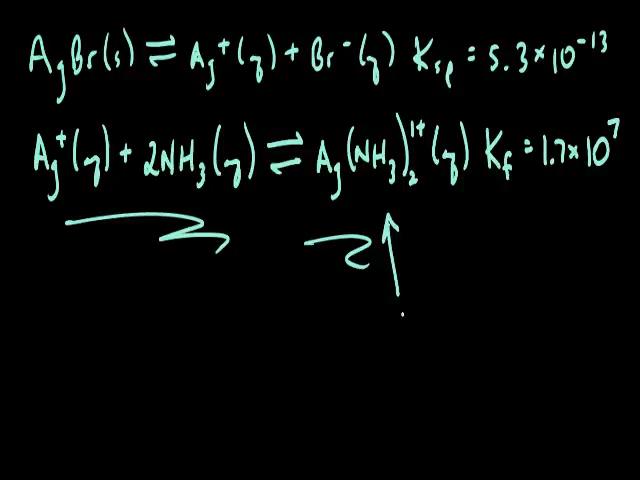 AgBr(s) ⇌ Ag⁺(aq) + Br⁻(aq) Ksp = 5.3 × 10⁻¹³
Ag⁺(aq) + 2NH₃(aq) ⇌ Ag(NH₃)₂¹⁺(aq) Kf = 1.7 × 10⁷